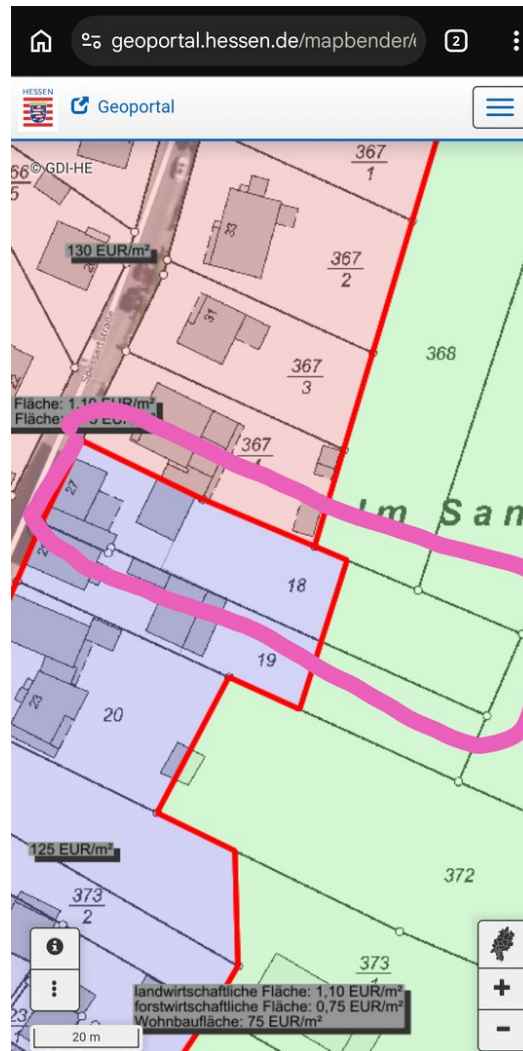 geoportal.hessen.de/mapbender/
2
HESSEN
Geoportal
© GDI-HE
367
1
66
5
33
130 EUR/m²
367
2
Spessartstraße
31
368
367
3
Fläche: 1,10 EUR/m²
367
Im San
27
18
19
20
23
125 EUR/m²
372
373
2
373
landwirtschaftliche Fläche: 1,10 EUR/m²
forstwirtschaftliche Fläche: 0,75 EUR/m²
Wohnbaufläche: 75 EUR/m²
23
1
20 m